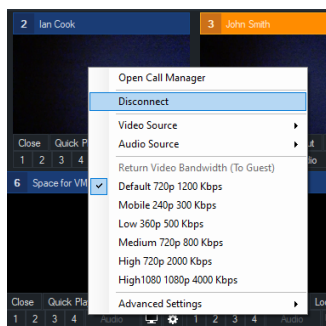 2 Ian Cook
3 John Smith
Open Call Manager
Disconnect
Video Source
Audio Source
Close Quick
1 2 3 4
Return Video Bandwidth (To Guest)
6 Space for VM
Default 720p 1200 Kbps
Mobile 240p 300 Kbps
Low 360p 500 Kbps
Medium 720p 800 Kbps
High 720p 2000 Kbps
High1080 1080p 4000 Kbps
Advanced Settings
Close Quick
1 2 3 4 Audio 1 2 3 4 Audio